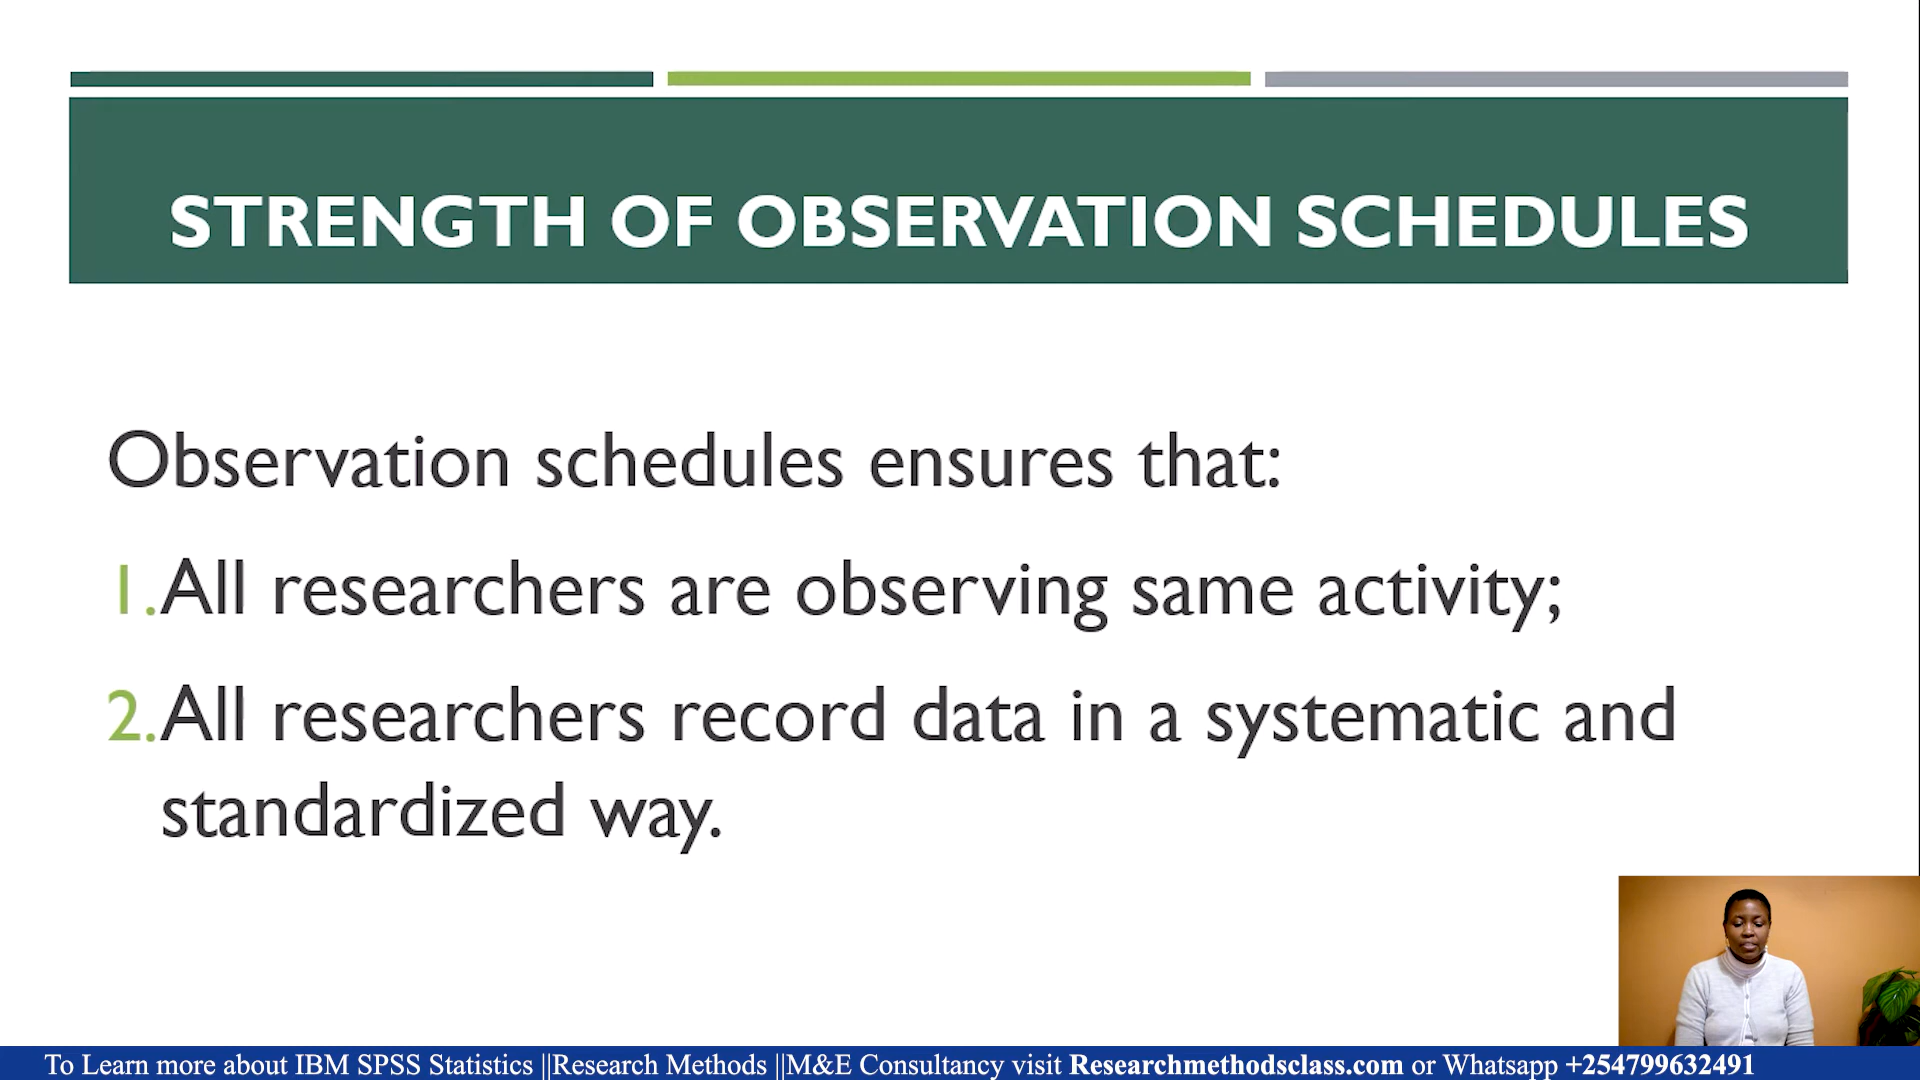 STRENGTH OF OBSERVATION SCHEDULES
Observation schedules ensures that:
1.All researchers are observing same activity;
2.All researchers record data in a systematic and
standardized way.
To Learn more about IBM SPSS Statistics ||Research Methods ||M&E Consultancy visit Researchmethodsclass.com or Whatsapp +254799632491